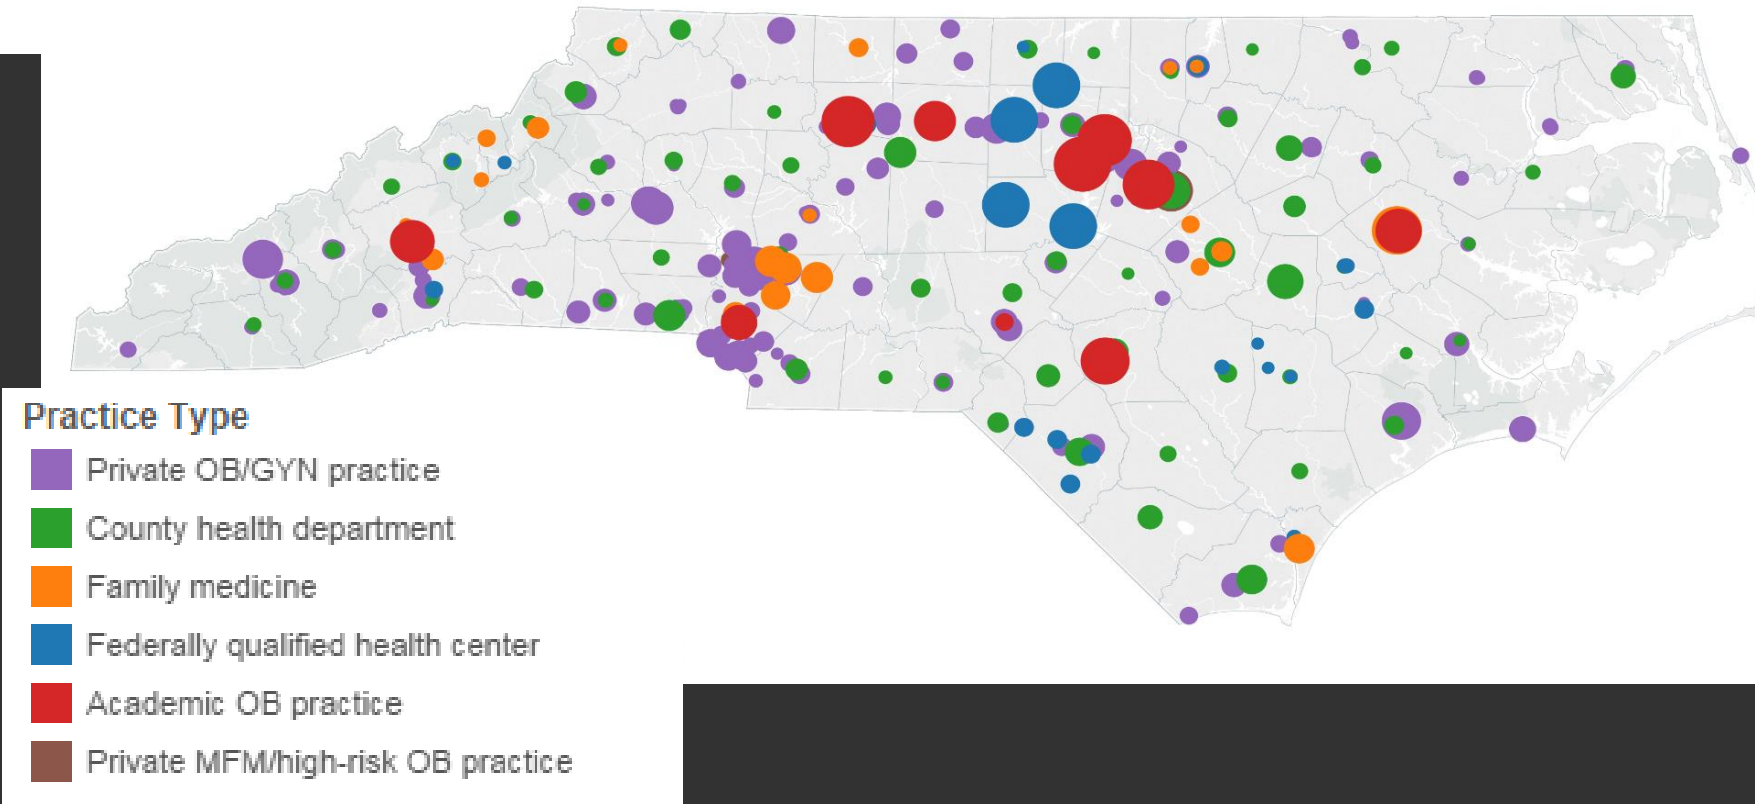 Practice Type
Private OB/GYN practice
County health department
Family medicine
Federally qualified health center
Academic OB practice
Private MFM/high-risk OB practice